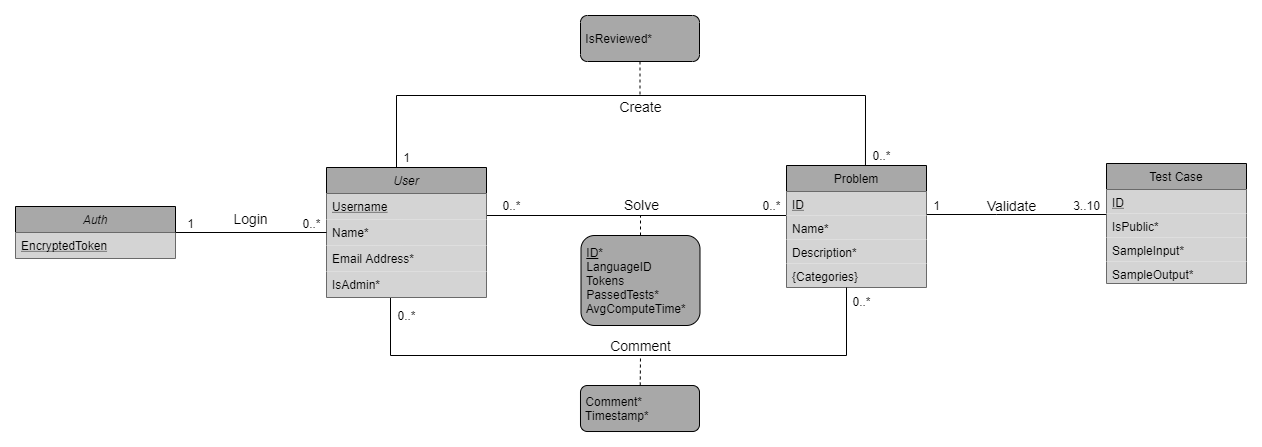 IsReviewed*
Create
1
0..*
User
Username
Name*
Email Address*
IsAdmin*
Problem
ID
Name*
Description*
{Categories}
Test Case
ID
IsPublic*
SampleInput*
SampleOutput*
Auth
EncryptedToken
1
Login
0..*
0..*
Solve
0..*
1
Validate
3..10
ID*
LanguageID
Tokens
PassedTests*
AvgComputeTime*
0..*
0..*
Comment
Comment*
Timestamp*